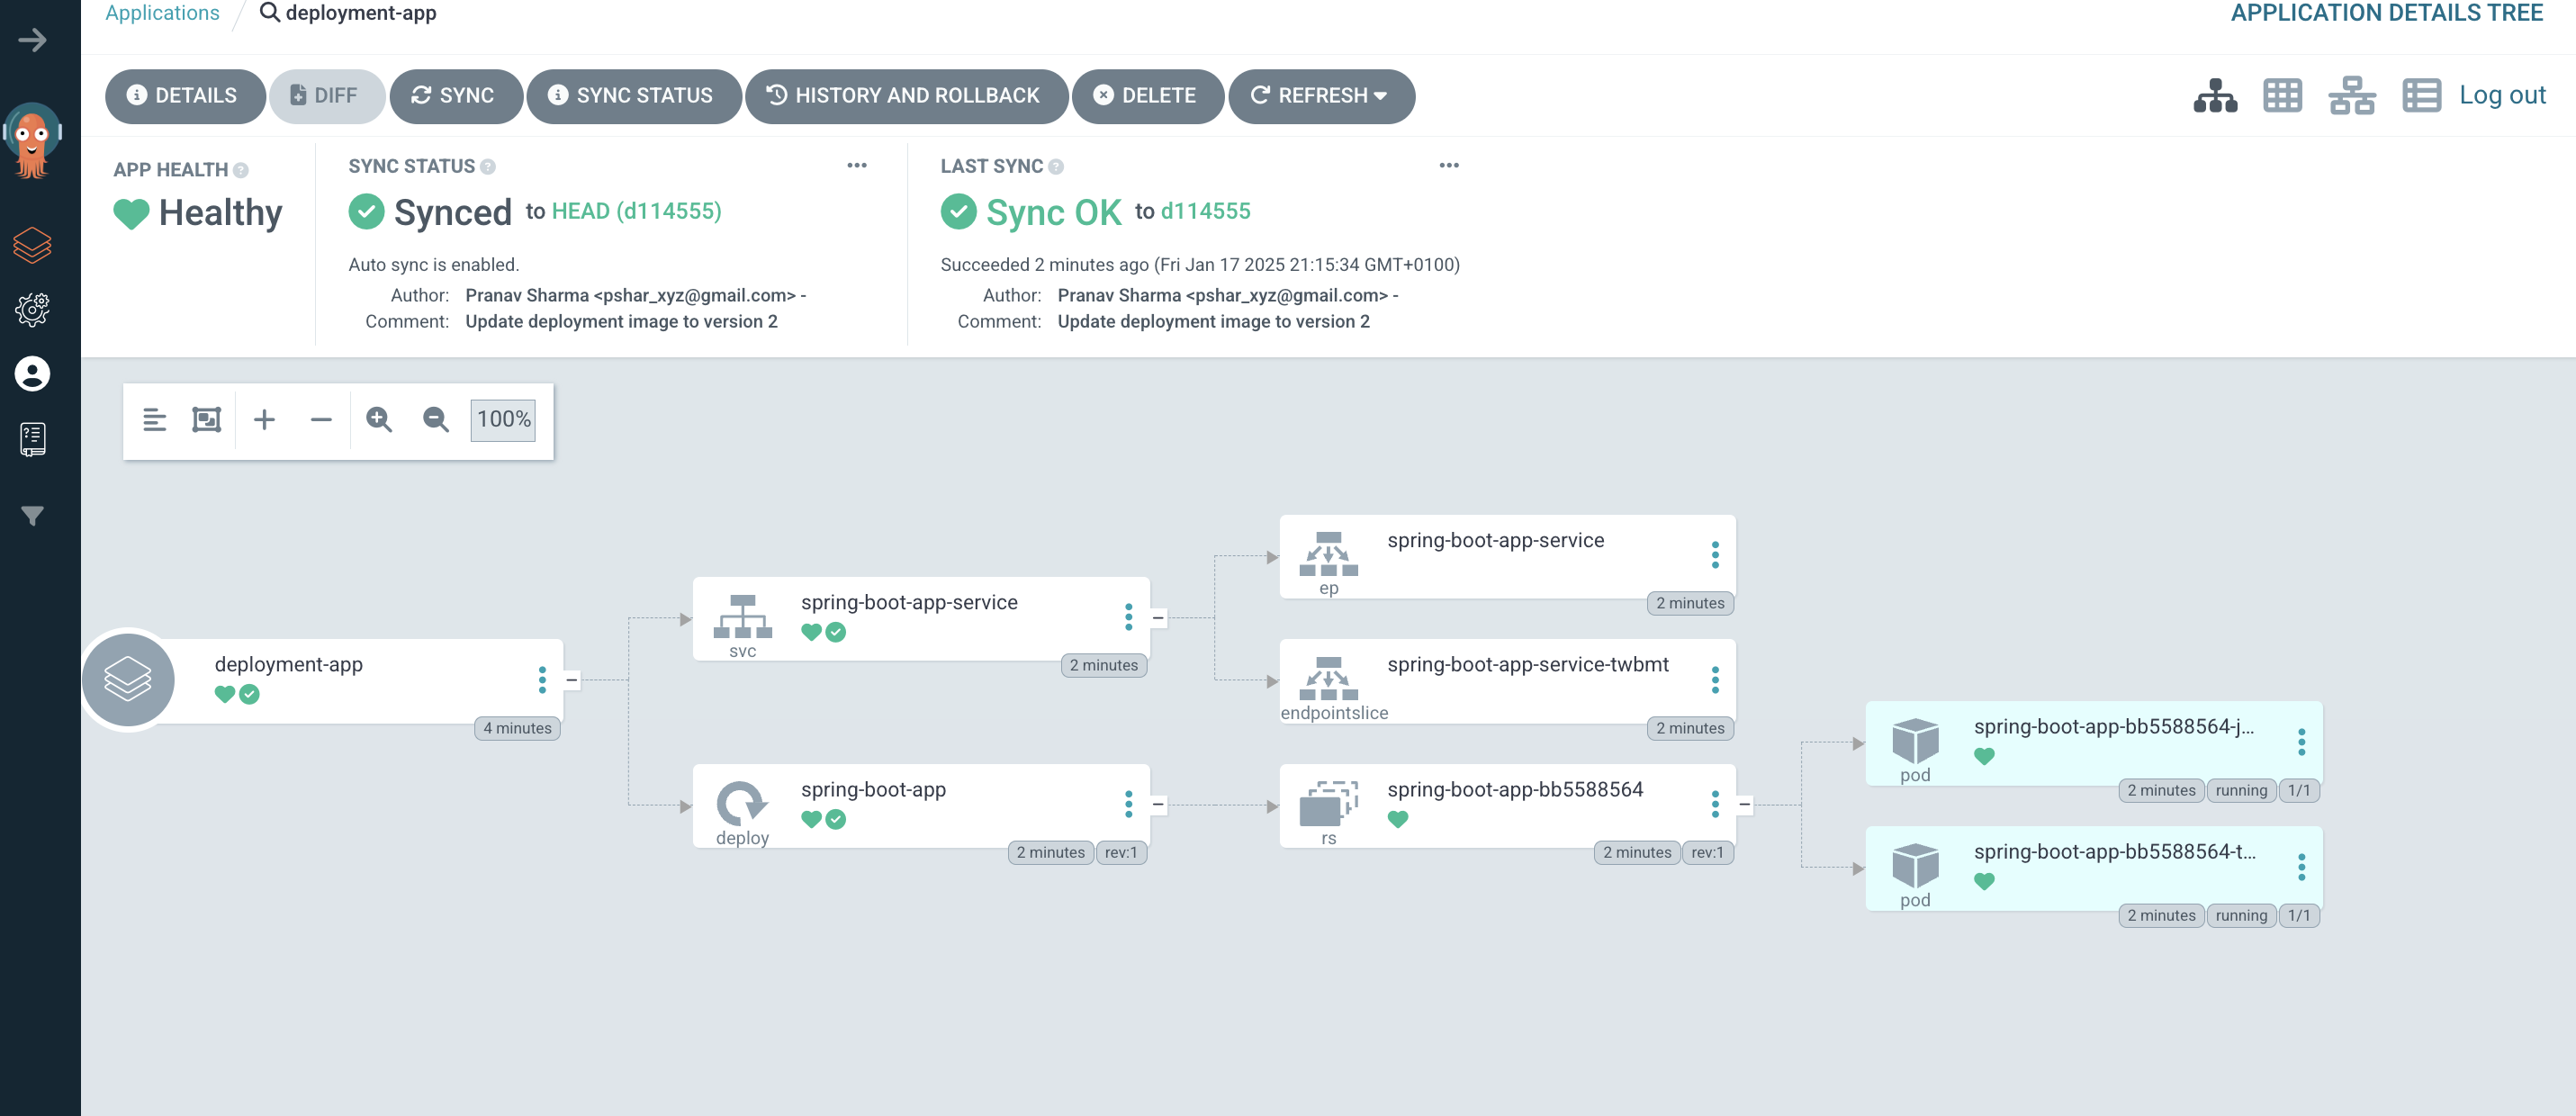 Applications / deployment-app
APPLICATION DETAILS TREE
DETAILS
DIFF
SYNC
SYNC STATUS
HISTORY AND ROLLBACK
DELETE
REFRESH
Log out
APP HEALTH ?
Healthy
SYNC STATUS ?
Synced to HEAD (d114555)
Auto sync is enabled.
Author: Pranav Sharma <pshar_xyz@gmail.com> -
Comment: Update deployment image to version 2
LAST SYNC ?
Sync OK to d114555
Succeeded 2 minutes ago (Fri Jan 17 2025 21:15:34 GMT+0100)
Author: Pranav Sharma <pshar_xyz@gmail.com> -
Comment: Update deployment image to version 2
100%
deployment-app
4 minutes
spring-boot-app-service
svc
2 minutes
spring-boot-app
deploy
2 minutes rev:1
spring-boot-app-service
ep
2 minutes
spring-boot-app-service-twbmt
endpointslice
2 minutes
spring-boot-app-bb5588564
rs
2 minutes rev:1
spring-boot-app-bb5588564-j...
pod
2 minutes running 1/1
spring-boot-app-bb5588564-t...
pod
2 minutes running 1/1